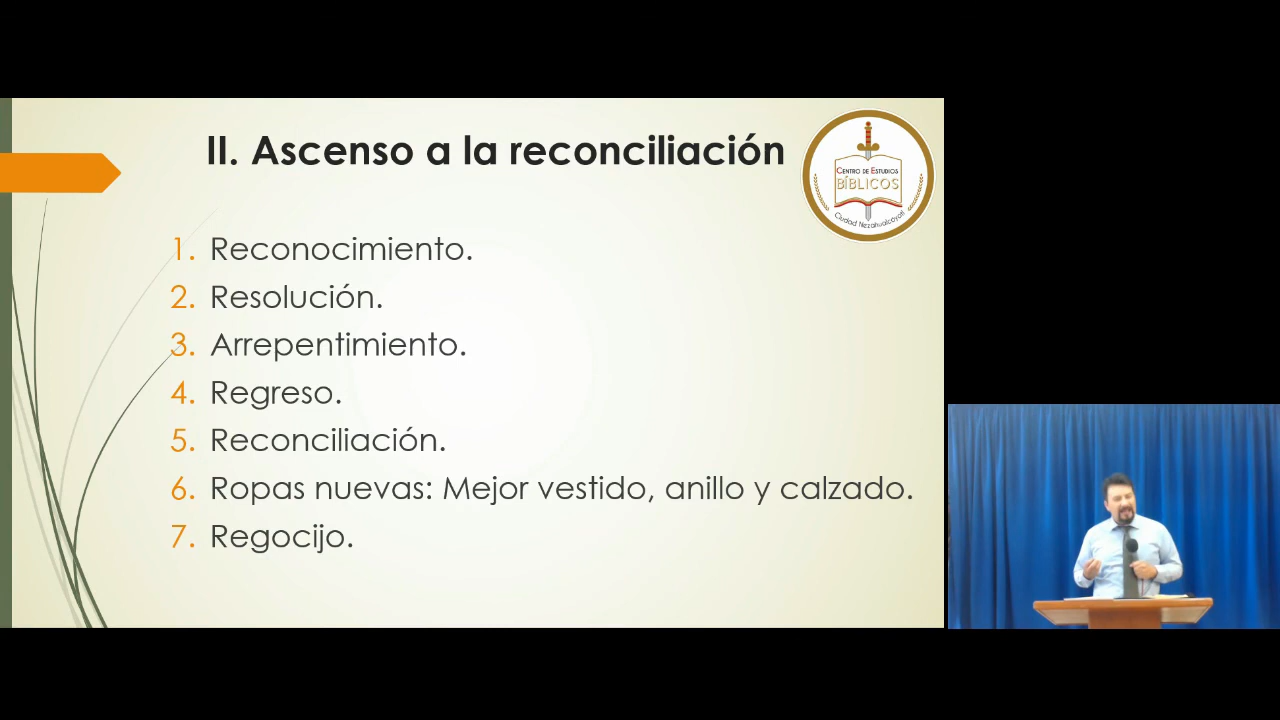 II. Ascenso a la reconciliación
CENTRO DE ESTUDIOS
BÍBLICOS
Ciudad Nezahualcoyotl
1. Reconocimiento.
2. Resolución.
3. Arrepentimiento.
4. Regreso.
5. Reconciliación.
6. Ropas nuevas: Mejor vestido, anillo y calzado.
7. Regocijo.